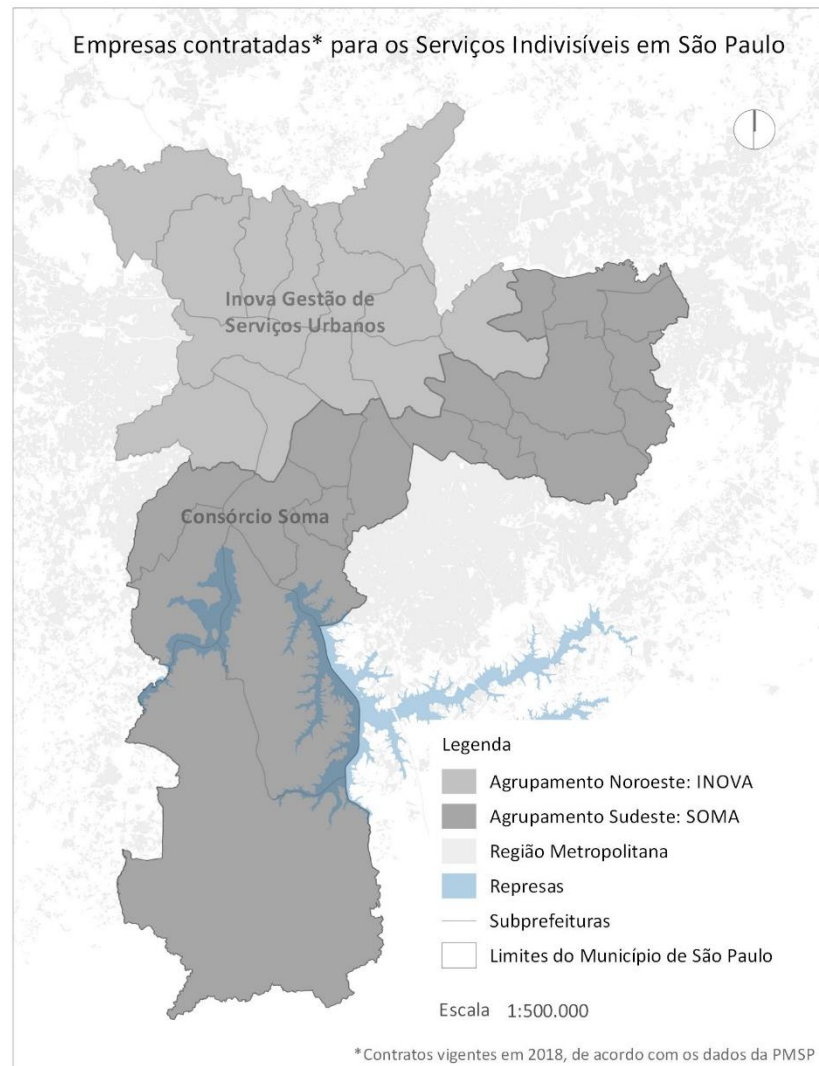 Empresas contratadas* para os Serviços Indivisíveis em São Paulo
Inova Gestão de
Serviços Urbanos
Consórcio Soma
Legenda
Agrupamento Noroeste: INOVA
Agrupamento Sudeste: SOMA
Região Metropolitana
Represas
Subprefeituras
Limites do Município de São Paulo
Escala 1:500.000
*Contratos vigentes em 2018, de acordo com os dados da PMSP